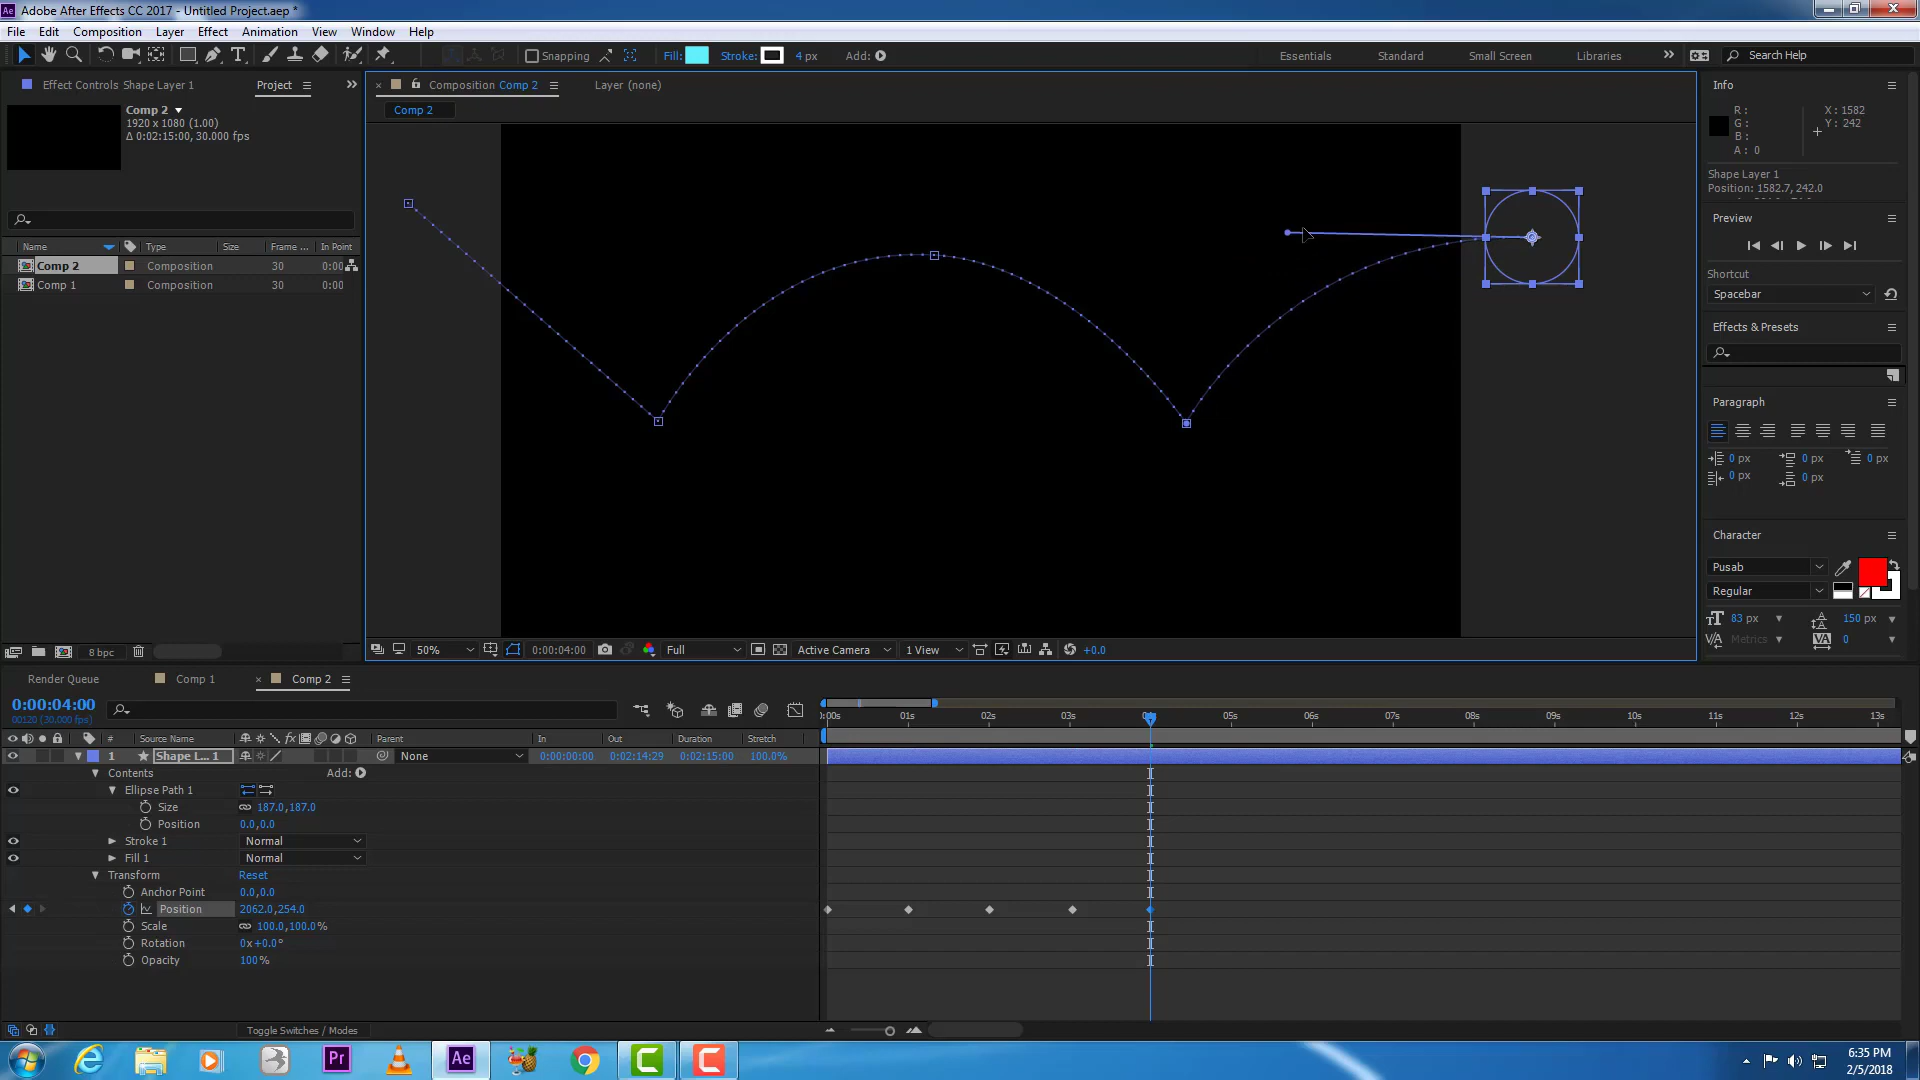 Adobe After Effects CC 2017 - Untitled Project.aep *
File Edit Composition Layer Effect Animation View Window Help
Snapping Fill: Stroke: 4 px Add: Essentials Standard Small Screen Libraries Search Help
Effect Controls Shape Layer 1 Project
Composition Comp 2 Layer (none)
Comp 2
Comp 2
1920 x 1080 (1.00)
Δ 0:02:15:00, 30.000 fps
Name Type Size Frame ... In Point
Comp 2 Composition 30 0:00
Comp 1 Composition 30 0:00
8 bpc
50% 0:00:04:00 Full Active Camera 1 View +0.0
Info
R :
G :
B :
A : 0
X : 1582
Y : 242
Shape Layer 1
Position: 1582.7, 242.0
Preview
Shortcut
Spacebar
Effects & Presets
Paragraph
0 px 0 px 0 px
0 px 0 px
Character
Pusab
Regular
83 px 150 px
Metrics 0
Render Queue Comp 1 Comp 2
0:00:04:00
00120 (30.000 fps)
:00s 01s 02s 03s 05s 06s 07s 08s 09s 10s 11s 12s 13s
# Source Name Parent In Out Duration Stretch
1 Shape L... 1 None 0:00:00:00 0:02:14:29 0:02:15:00 100.0%
Contents Add:
Ellipse Path 1
Size 187.0,187.0
Position 0.0,0.0
Stroke 1 Normal
Fill 1 Normal
Transform Reset
Anchor Point 0.0,0.0
Position 2062.0,254.0
Scale 100.0,100.0%
Rotation 0x+0.0°
Opacity 100%
Toggle Switches / Modes
6:35 PM
2/5/2018